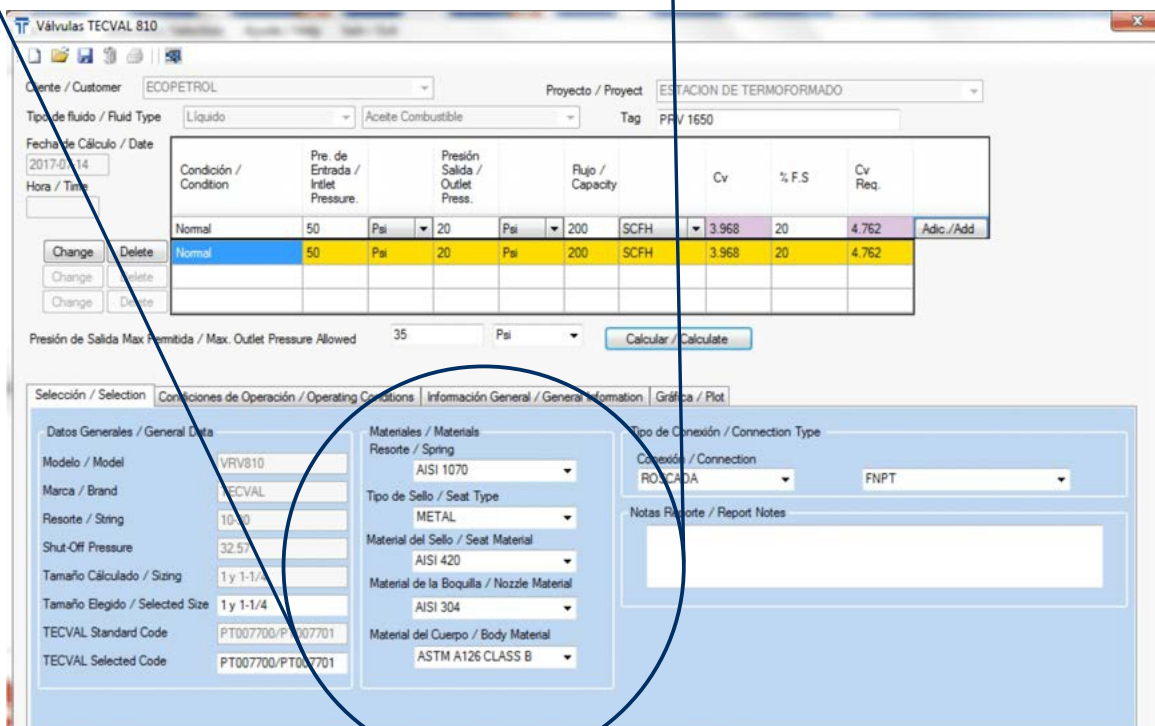 Válvulas TECVAL 810
Cliente / Customer ECOPETROL Proyecto / Proyect ESTACION DE TERMOFORMADO
Tipo de fluido / Fluid Type Líquido Aceite Combustible Tag PRV 1650
Fecha de Cálculo / Date
2017-07-14
Hora / Time
Condición / Condition Pre. de Entrada / Intlet Pressure. Presión Salida / Outlet Press. Flujo / Capacity Cv % F.S Cv Req.
Normal 50 Psi 20 Psi 200 SCFH 3.968 20 4.762 Adic./Add
Change Delete Normal 50 Psi 20 Psi 200 SCFH 3.968 20 4.762
Change Delete
Change Delete
Presión de Salida Max Permitida / Max. Outlet Pressure Allowed 35 Psi Calcular / Calculate
Selección / Selection Condiciones de Operación / Operating Conditions Información General / General Information Gráfica / Plot
Datos Generales / General Data
Modelo / Model VRV810
Marca / Brand TECVAL
Resorte / String
Shut-Off Pressure 32.57
Tamaño Cálculado / Sizing 1 y 1-1/4
Tamaño Elegido / Selected Size 1 y 1-1/4
TECVAL Standard Code PT007700/PT007701
TECVAL Selected Code PT007700/PT007701
Materiales / Materials
Resorte / Spring
AISI 1070
Tipo de Sello / Seat Type
METAL
Material del Sello / Seat Material
AISI 420
Material de la Boquilla / Nozzle Material
AISI 304
Material del Cuerpo / Body Material
ASTM A126 CLASS B
Tipo de Conexión / Connection Type
Conexión / Connection
ROSCADA FNPT
Notas Reporte / Report Notes